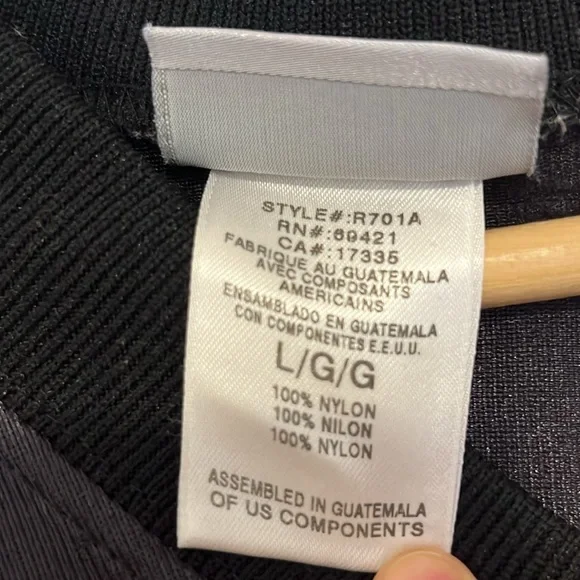 STYLE#:R701A
RN#:69421
CA#:17335
FABRIQUE AU GUATEMALA
AVEC COMPOSANTS
AMERICAINS
ENSAMBLADO EN GUATEMALA
CON COMPONENTES E.E.U.U.
L/G/G
100% NYLON
100% NILON
100% NYLON
ASSEMBLED IN GUATEMALA
OF US COMPONENTS